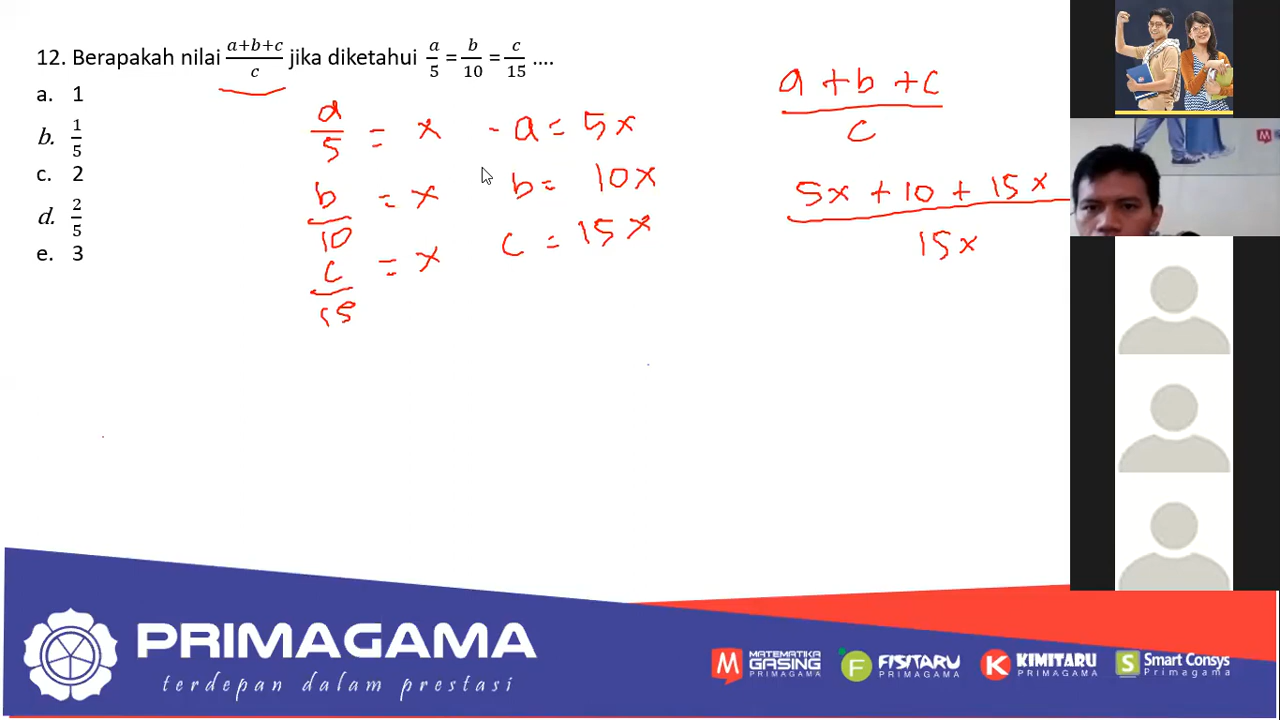 12. Berapakah nilai a+b+c/c jika diketahui a/5 = b/10 = c/15 ....
a. 1
b. 1/5
c. 2
d. 2/5
e. 3
a/5 = x
b/10 = x
c/15 = x
- a = 5x
b = 10x
c = 15x
a + b + c
c
5x + 10 + 15x
15x
PRIMAGAMA
terdepan dalam prestasi
M MATEMATIKA GASING PRIMAGAMA
F FISITARU PRIMAGAMA
K KIMITARU PRIMAGAMA
S Smart Consys Primagama